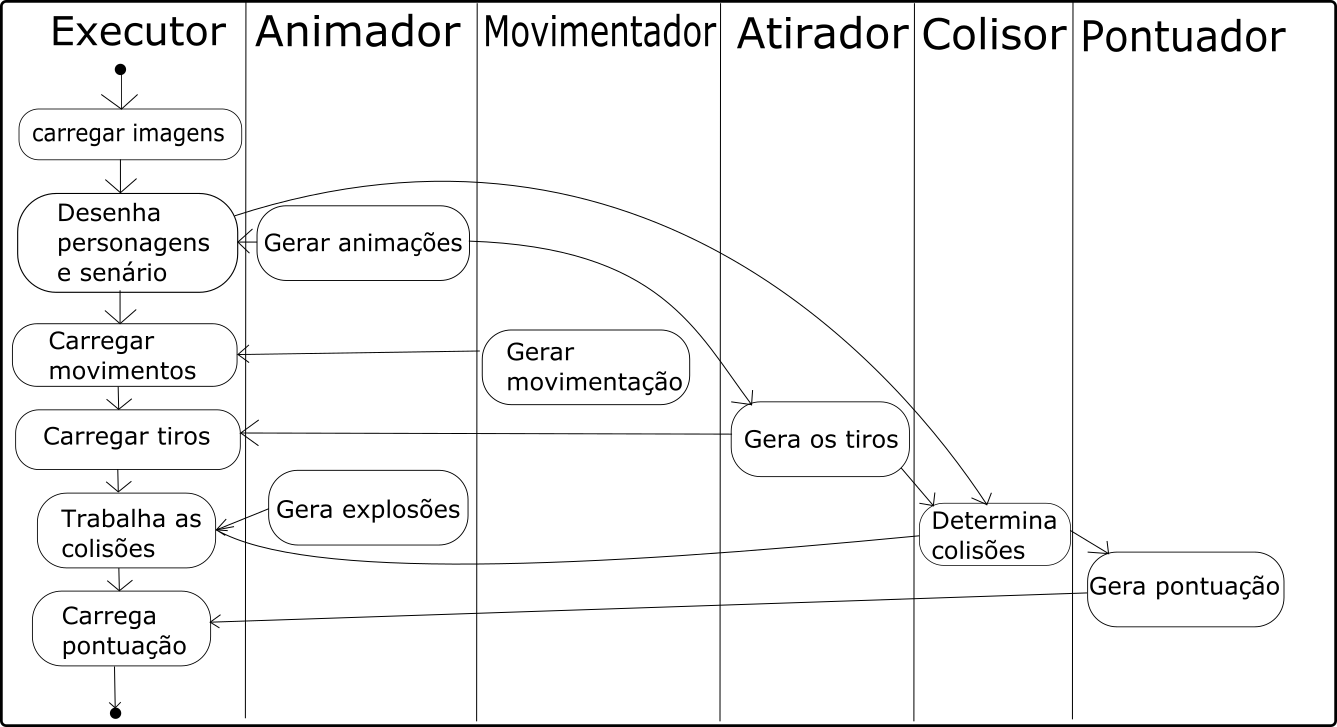 Executor
Animador
Movimentador
Atirador
Colisor
Pontuador
carregar imagens
Desenha
personagens
e senário
Gerar animações
Carregar
movimentos
Gerar
movimentação
Carregar tiros
Gera os tiros
Trabalha as
colisões
Gera explosões
Determina
colisões
Carrega
pontuação
Gera pontuação